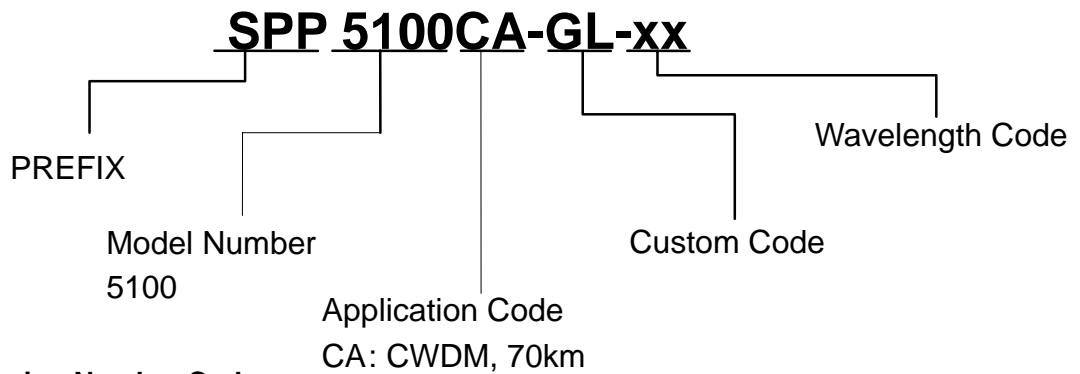 SPP 5100CA-GL-xx
PREFIX
Wavelength Code
Model Number
5100
Custom Code
Application Code
CA: CWDM, 70km